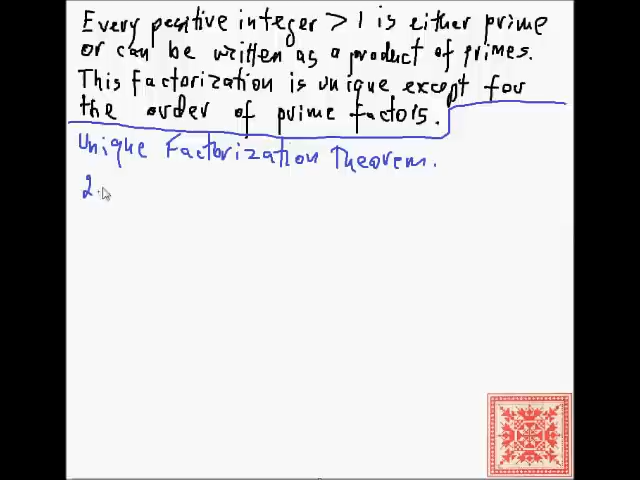 Every positive integer > 1 is either prime
or can be written as a product of primes.
This factorization is unique except for
the order of prime factors.
Unique Factorization Theorem.
2.